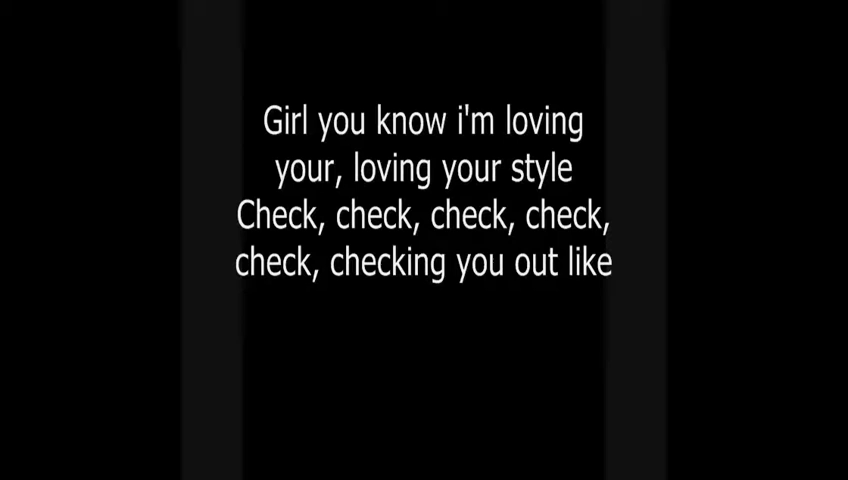 Girl you know i'm loving
your, loving your style
Check, check, check, check,
check, checking you out like